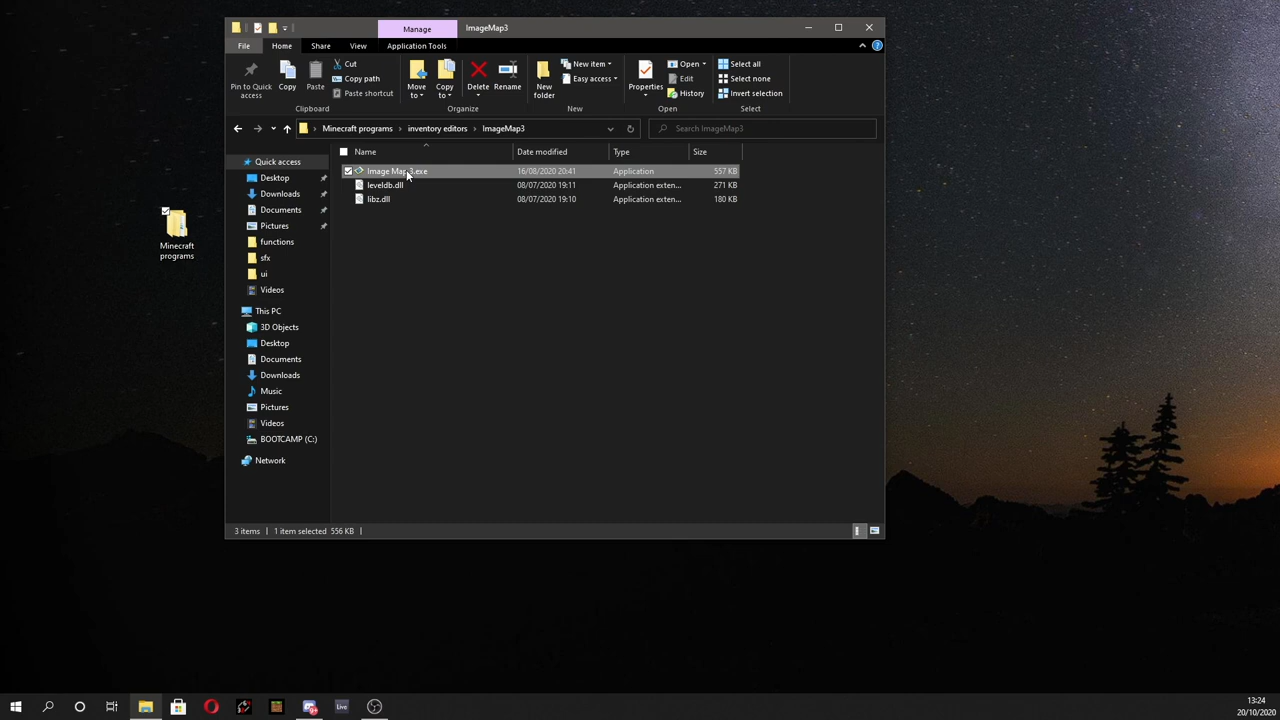 Manage
ImageMap3
File
Home
Share
View
Application Tools
Pin to Quick access
Copy
Paste
Cut
Copy path
Paste shortcut
Move to
Copy to
Delete
Rename
New folder
New item
Easy access
Properties
Open
Edit
History
Select all
Select none
Invert selection
Clipboard
Organize
New
Open
Select
Minecraft programs > inventory editors > ImageMap3
Search ImageMap3
Name Date modified Type Size
Image Map 3.exe 16/08/2020 20:41 Application 557 KB
leveldb.dll 08/07/2020 19:11 Application exten... 271 KB
libz.dll 08/07/2020 19:10 Application exten... 180 KB
Quick access
Desktop
Downloads
Documents
Pictures
functions
sfx
ui
Videos
This PC
3D Objects
Desktop
Documents
Downloads
Music
Pictures
Videos
BOOTCAMP (C:)
Network
3 items
1 item selected 556 KB
Minecraft
programs
Live
13:24
20/10/2020